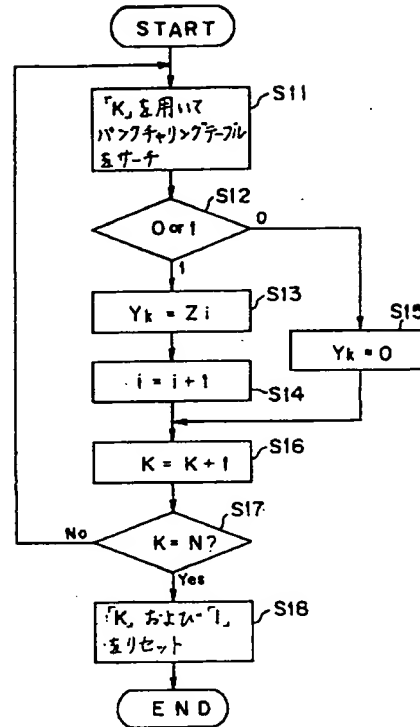 START
S11
「K」を用いて
パンクチャリングテーブル
をサーチ
S12
0 or 1
0
1
S13
Yk = Zi
S15
Yk = 0
i = i + 1
S14
S16
K = K + 1
S17
No
K = N?
Yes
S18
「K」および「I」
をリセット
END